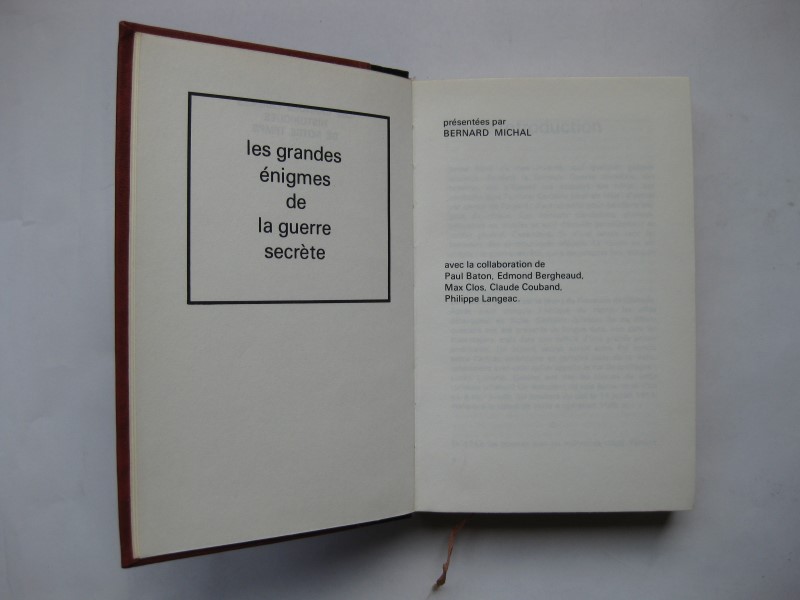 les grandes
énigmes
de
la guerre
secrète
présentées par
BERNARD MICHAL
avec la collaboration de
Paul Baton, Edmond Bergheaud,
Max Clos, Claude Couband,
Philippe Langeac.